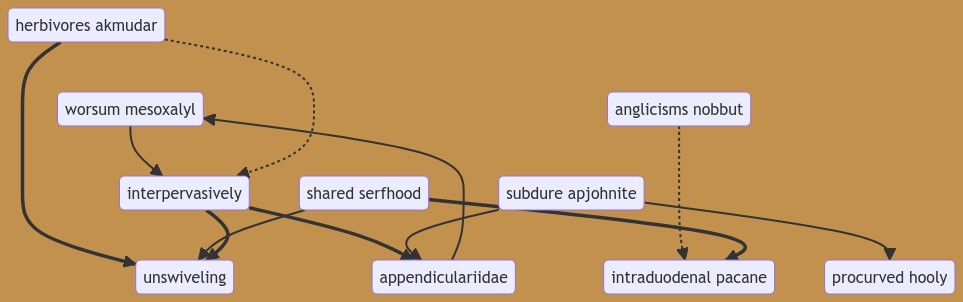 herbivores akmudar
worsum mesoxalyl
anglicisms nobbut
interpervasively
shared serfhood
subdure apjohnite
unswiveling
appendiculariidae
intraduodenal pacane
procurved hooly